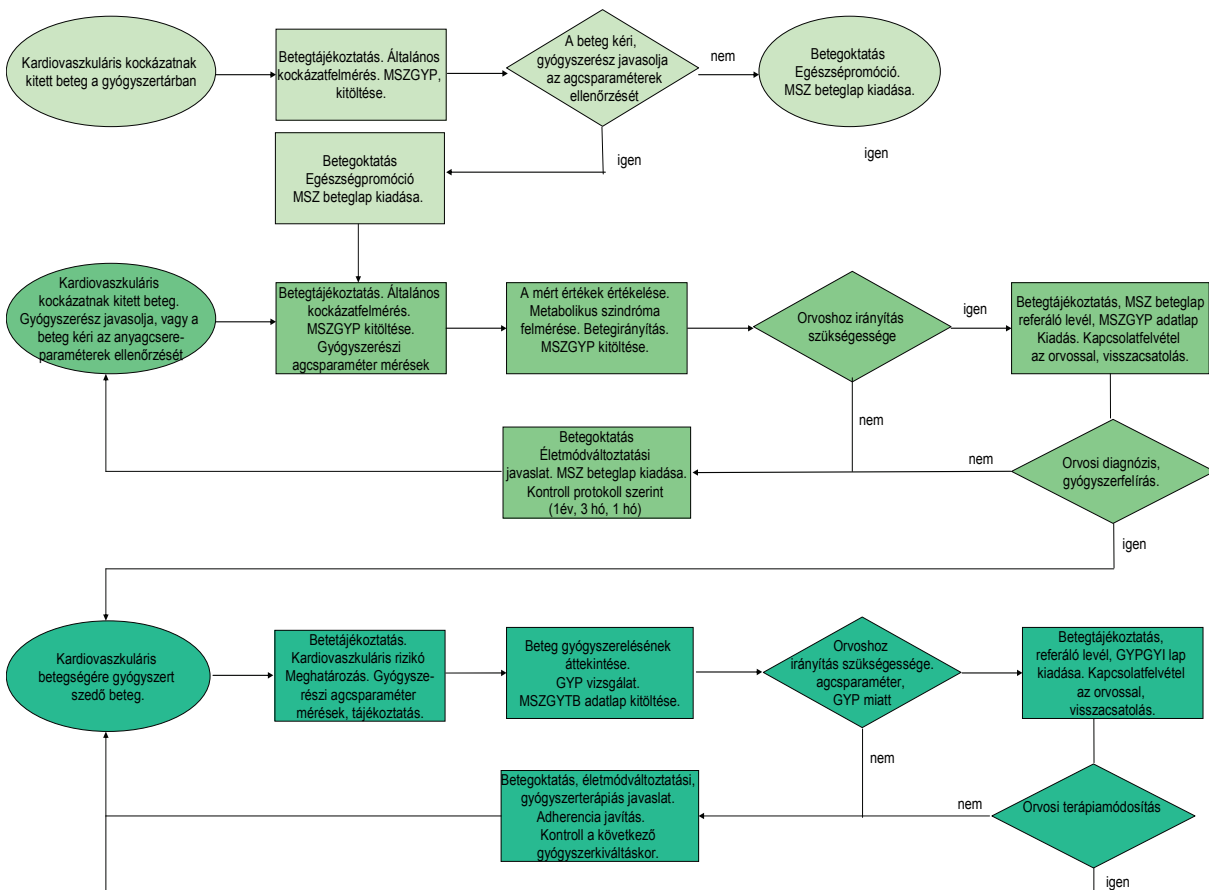 Kardiovaszkuláris kockázatnak
kitett beteg a gyógyszertárban
Betegtájékoztatás. Általános
kockázatfelmérés. MSZGYP,
kitöltése.
A beteg kéri,
gyógyszerész javasolja
az agcsparaméterek
ellenőrzését
nem
Betegoktatás
Egészsépromóció.
MSZ beteglap kiadása.
igen
igen
Betegoktatás
Egészségpromóció
MSZ beteglap kiadása.
Kardiovaszkuláris
kockázatnak kitett beteg.
Gyógyszerész javasolja, vagy a
beteg kéri az anyagcsere-
paraméterek ellenőrzését
Betegtájékoztatás. Általános
kockázatfelmérés.
MSZGYP kitöltése.
Gyógyszerészi
agcsparaméter mérések
A mért értékek értékelése.
Metabolikus szindróma
felmérése. Betegirányítás.
MSZGYP kitöltése.
Orvoshoz irányítás
szükségessége
igen
Betegtájékoztatás, MSZ beteglap
referáló levél, MSZGYP adatlap
Kiadás. Kapcsolatfelvétel
az orvossal, visszacsatolás.
nem
Betegoktatás
Életmódváltoztatási
javaslat. MSZ beteglap kiadása.
Kontroll protokoll szerint
(1év, 3 hó, 1 hó)
nem
Orvosi diagnózis,
gyógyszerfelírás.
igen
Kardiovaszkuláris
betegségére gyógyszert
szedő beteg.
Betetájékoztatás.
Kardiovaszkuláris rizikó
Meghatározás. Gyógysze-
részi agcsparaméter
mérések, tájékoztatás.
Beteg gyógyszerelésének
áttekintése.
GYP vizsgálat.
MSZGYTB adatlap kitöltése.
Orvoshoz
irányítás szükségessége.
agcsparaméter,
GYP miatt
igen
Betegtájékoztatás,
referáló levél, GYPGYI lap
kiadása. Kapcsolatfelvétel
az orvossal,
visszacsatolás.
nem
Betegoktatás, életmódváltoztatási,
gyógyszerterápiás javaslat.
Adherencia javítás.
Kontroll a következő
gyógyszerkiváltáskor.
nem
Orvosi terápiamódosítás
igen